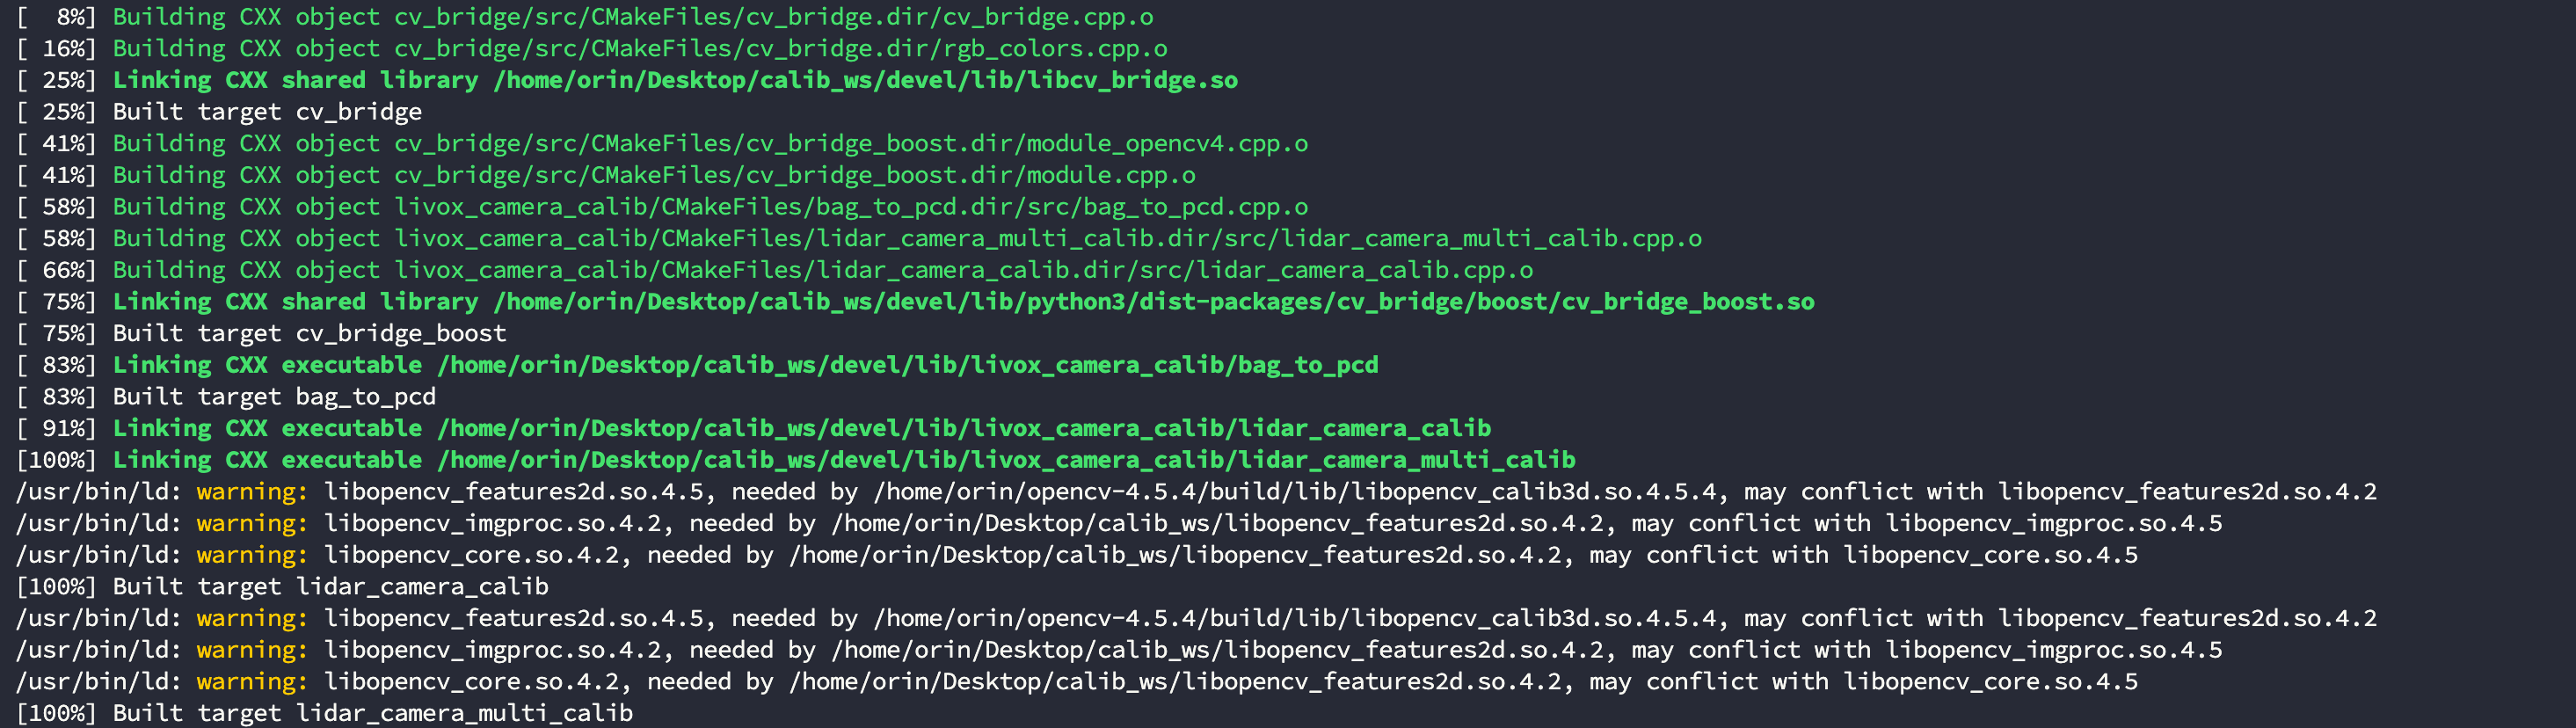 [  8%] Building CXX object cv_bridge/src/CMakeFiles/cv_bridge.dir/cv_bridge.cpp.o
[ 16%] Building CXX object cv_bridge/src/CMakeFiles/cv_bridge.dir/rgb_colors.cpp.o
[ 25%] Linking CXX shared library /home/orin/Desktop/calib_ws/devel/lib/libcv_bridge.so
[ 25%] Built target cv_bridge
[ 41%] Building CXX object cv_bridge/src/CMakeFiles/cv_bridge_boost.dir/module_opencv4.cpp.o
[ 41%] Building CXX object cv_bridge/src/CMakeFiles/cv_bridge_boost.dir/module.cpp.o
[ 58%] Building CXX object livox_camera_calib/CMakeFiles/bag_to_pcd.dir/src/bag_to_pcd.cpp.o
[ 58%] Building CXX object livox_camera_calib/CMakeFiles/lidar_camera_multi_calib.dir/src/lidar_camera_multi_calib.cpp.o
[ 66%] Building CXX object livox_camera_calib/CMakeFiles/lidar_camera_calib.dir/src/lidar_camera_calib.cpp.o
[ 75%] Linking CXX shared library /home/orin/Desktop/calib_ws/devel/lib/python3/dist-packages/cv_bridge/boost/cv_bridge_boost.so
[ 75%] Built target cv_bridge_boost
[ 83%] Linking CXX executable /home/orin/Desktop/calib_ws/devel/lib/livox_camera_calib/bag_to_pcd
[ 83%] Built target bag_to_pcd
[ 91%] Linking CXX executable /home/orin/Desktop/calib_ws/devel/lib/livox_camera_calib/lidar_camera_calib
[100%] Linking CXX executable /home/orin/Desktop/calib_ws/devel/lib/livox_camera_calib/lidar_camera_multi_calib
/usr/bin/ld: warning: libopencv_features2d.so.4.5, needed by /home/orin/opencv-4.5.4/build/lib/libopencv_calib3d.so.4.5.4, may conflict with libopencv_features2d.so.4.2
/usr/bin/ld: warning: libopencv_imgproc.so.4.2, needed by /home/orin/Desktop/calib_ws/libopencv_features2d.so.4.2, may conflict with libopencv_imgproc.so.4.5
/usr/bin/ld: warning: libopencv_core.so.4.2, needed by /home/orin/Desktop/calib_ws/libopencv_features2d.so.4.2, may conflict with libopencv_core.so.4.5
[100%] Built target lidar_camera_calib
/usr/bin/ld: warning: libopencv_features2d.so.4.5, needed by /home/orin/opencv-4.5.4/build/lib/libopencv_calib3d.so.4.5.4, may conflict with libopencv_features2d.so.4.2
/usr/bin/ld: warning: libopencv_imgproc.so.4.2, needed by /home/orin/Desktop/calib_ws/libopencv_features2d.so.4.2, may conflict with libopencv_imgproc.so.4.5
/usr/bin/ld: warning: libopencv_core.so.4.2, needed by /home/orin/Desktop/calib_ws/libopencv_features2d.so.4.2, may conflict with libopencv_core.so.4.5
[100%] Built target lidar_camera_multi_calib